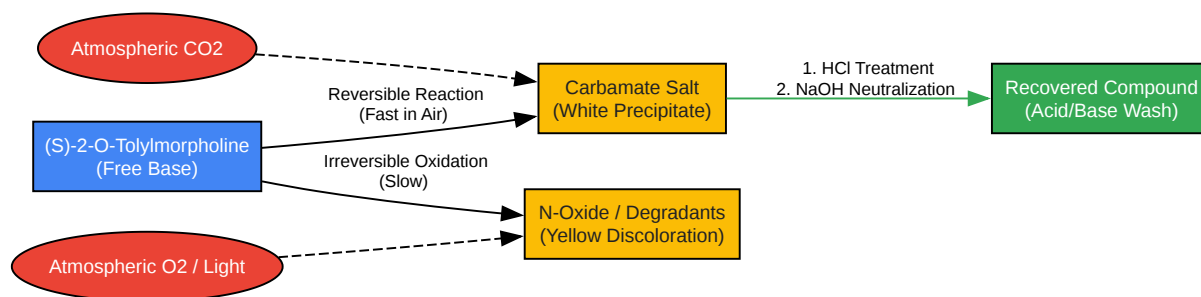 Atmospheric CO2
Reversible Reaction
(Fast in Air)
Carbamate Salt
(White Precipitate)
1. HCl Treatment
2. NaOH Neutralization
Recovered Compound
(Acid/Base Wash)
(S)-2-O-Tolylmorpholine
(Free Base)
Irreversible Oxidation
(Slow)
N-Oxide / Degradants
(Yellow Discoloration)
Atmospheric O2 / Light